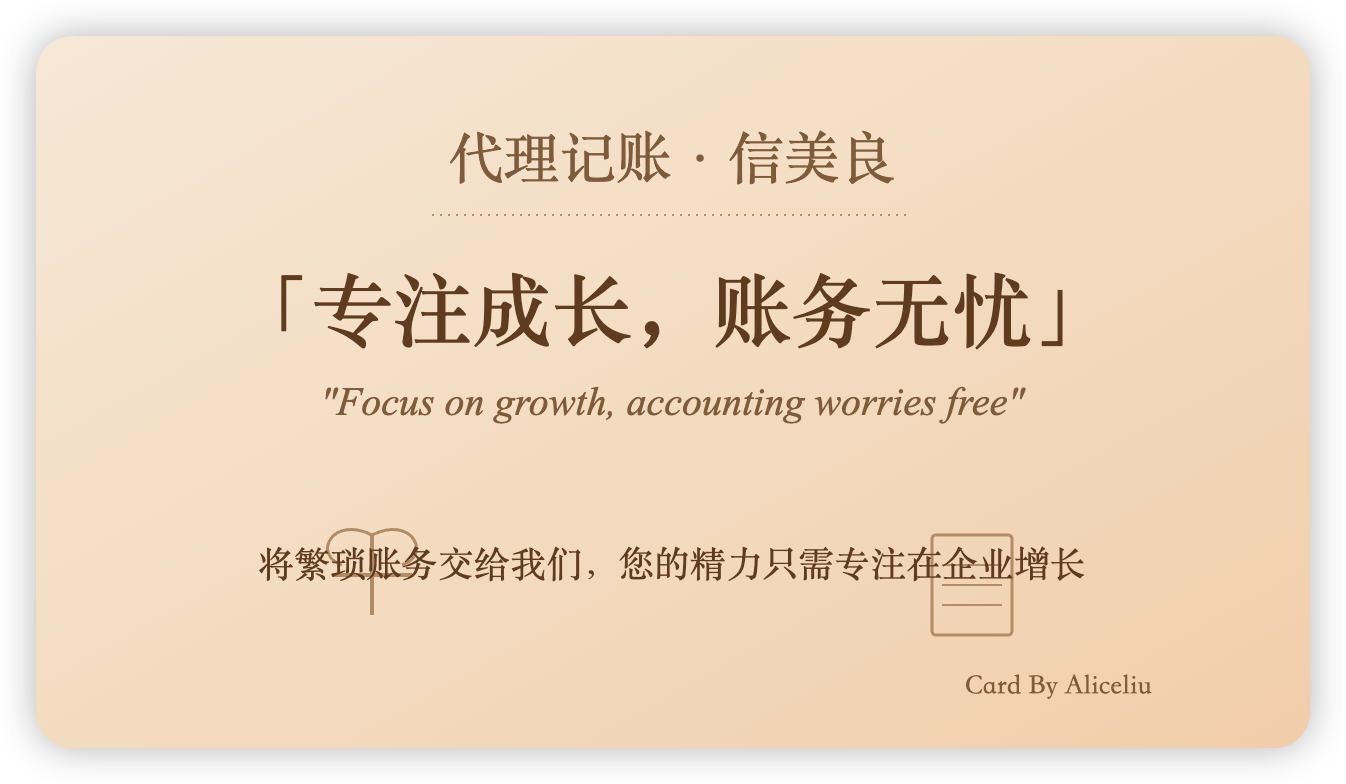 代理记账 · 信美良
「专注成长，账务无忧」
"Focus on growth, accounting worries free"
将繁琐账务交给我们，您的精力只需专注在企业增长
Card By Aliceliu